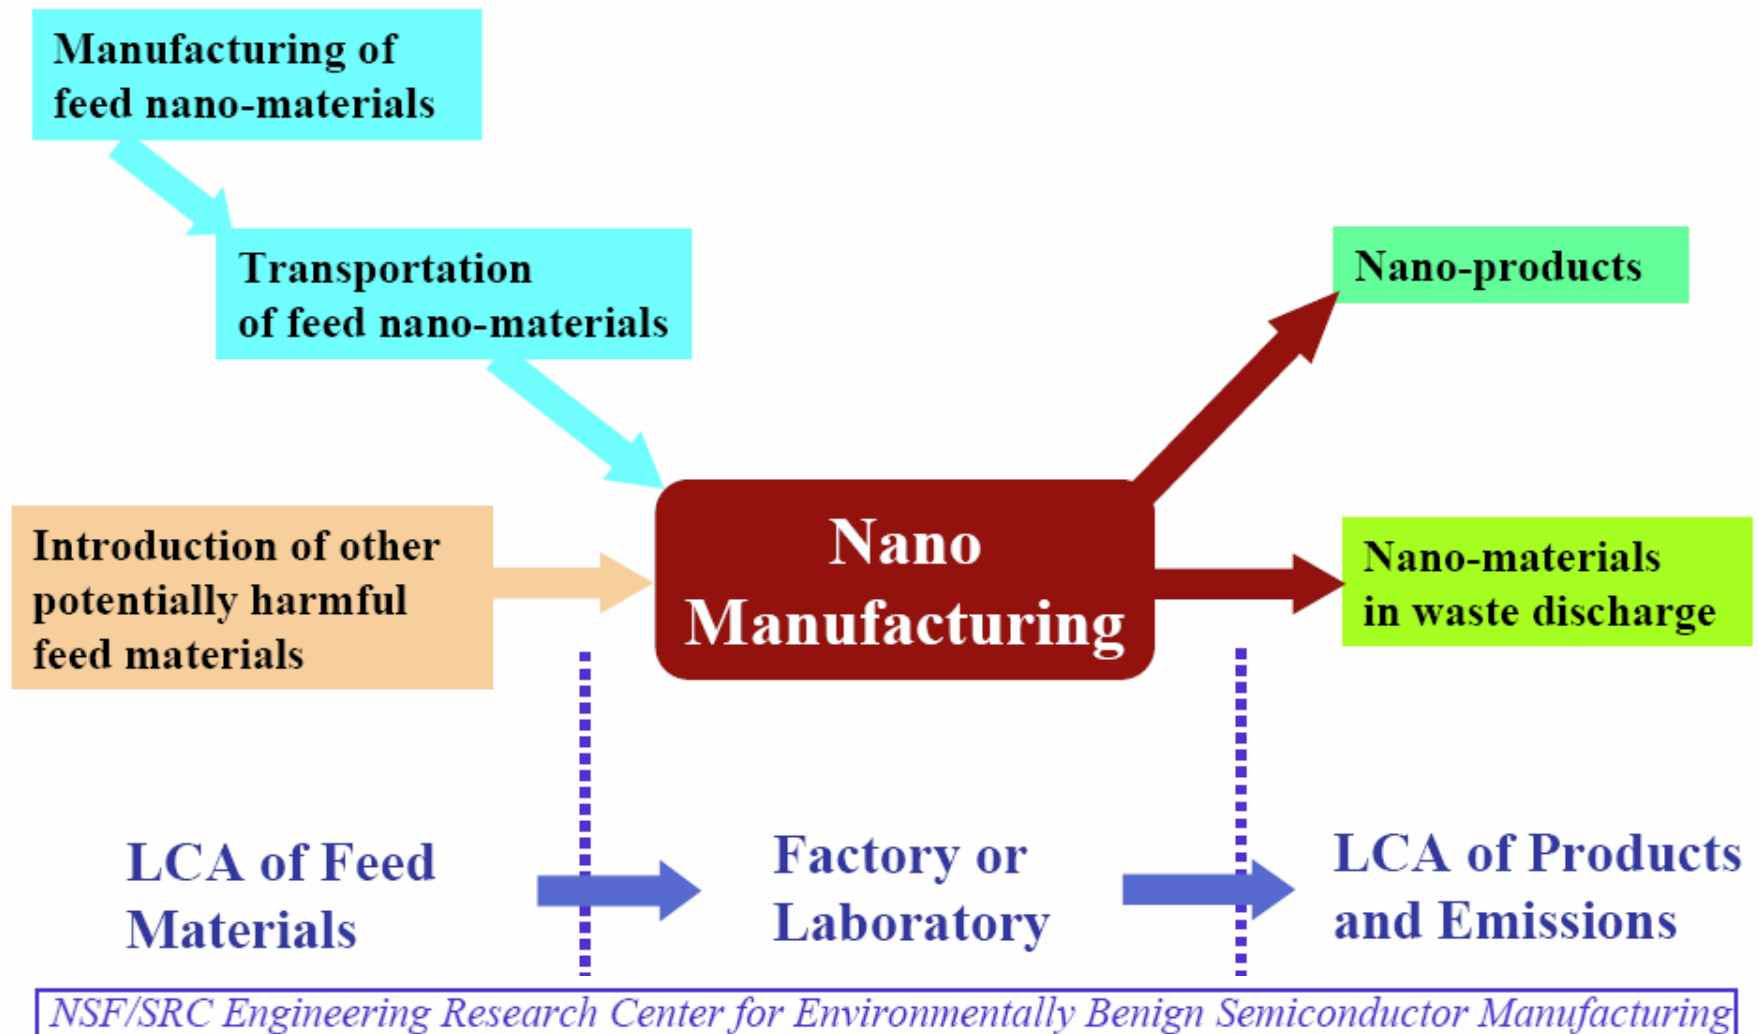 Manufacturing of
feed nano-materials
Transportation
of feed nano-materials
Nano-products
Introduction of other
potentially harmful
feed materials
Nano
Manufacturing
Nano-materials
in waste discharge
LCA of Feed
Materials
Factory or
Laboratory
LCA of Products
and Emissions
NSF/SRC Engineering Research Center for Environmentally Benign Semiconductor Manufacturing